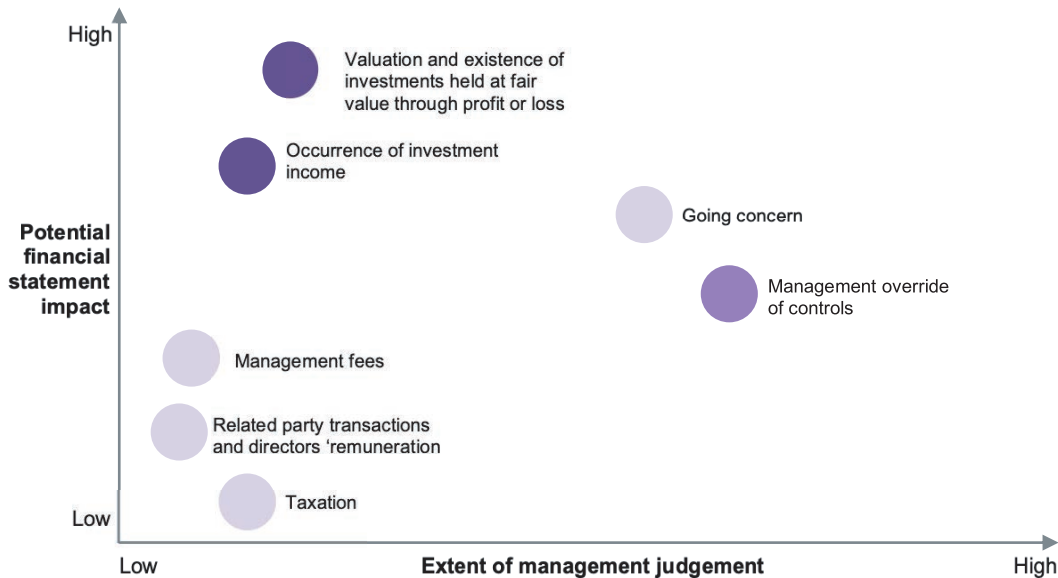 High
Valuation and existence of
investments held at fair
value through profit or loss
Occurrence of investment
income
Going concern
Potential
financial
statement
impact
Management override
of controls
Management fees
Related party transactions
and directors ‘remuneration
Taxation
Low
Low
Extent of management judgement
High